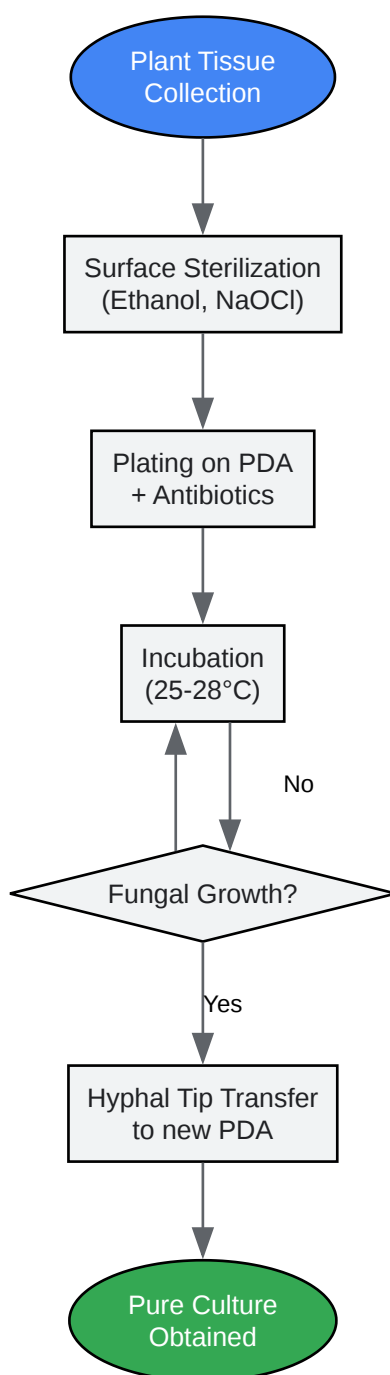 Plant Tissue
Collection
Surface Sterilization
(Ethanol, NaOCl)
Plating on PDA
+ Antibiotics
Incubation
(25-28°C)
No
Fungal Growth?
Yes
Hyphal Tip Transfer
to new PDA
Pure Culture
Obtained